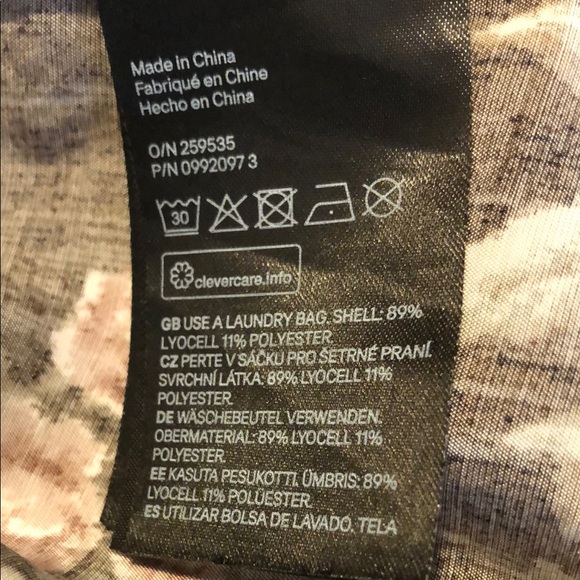 Made in China
Fabriqué en Chine
Hecho en China
O/N 259535
P/N 0992097 3
30
clevercare.info
GB USE A LAUNDRY BAG. SHELL: 89%
LYOCELL 11% POLYESTER.
CZ PERTE V SÁČKU PRO ŠETRNÉ PRANÍ.
SVRCHNÍ LÁTKA: 89% LYOCELL 11%
POLYESTER.
DE WÄSCHEBEUTEL VERWENDEN.
OBERMATERIAL: 89% LYOCELL 11%
POLYESTER.
EE KASUTA PESUKOTTI. ÜMBRIS: 89%
LYOCELL 11% POLÜESTER.
ES UTILIZAR BOLSA DE LAVADO. TELA